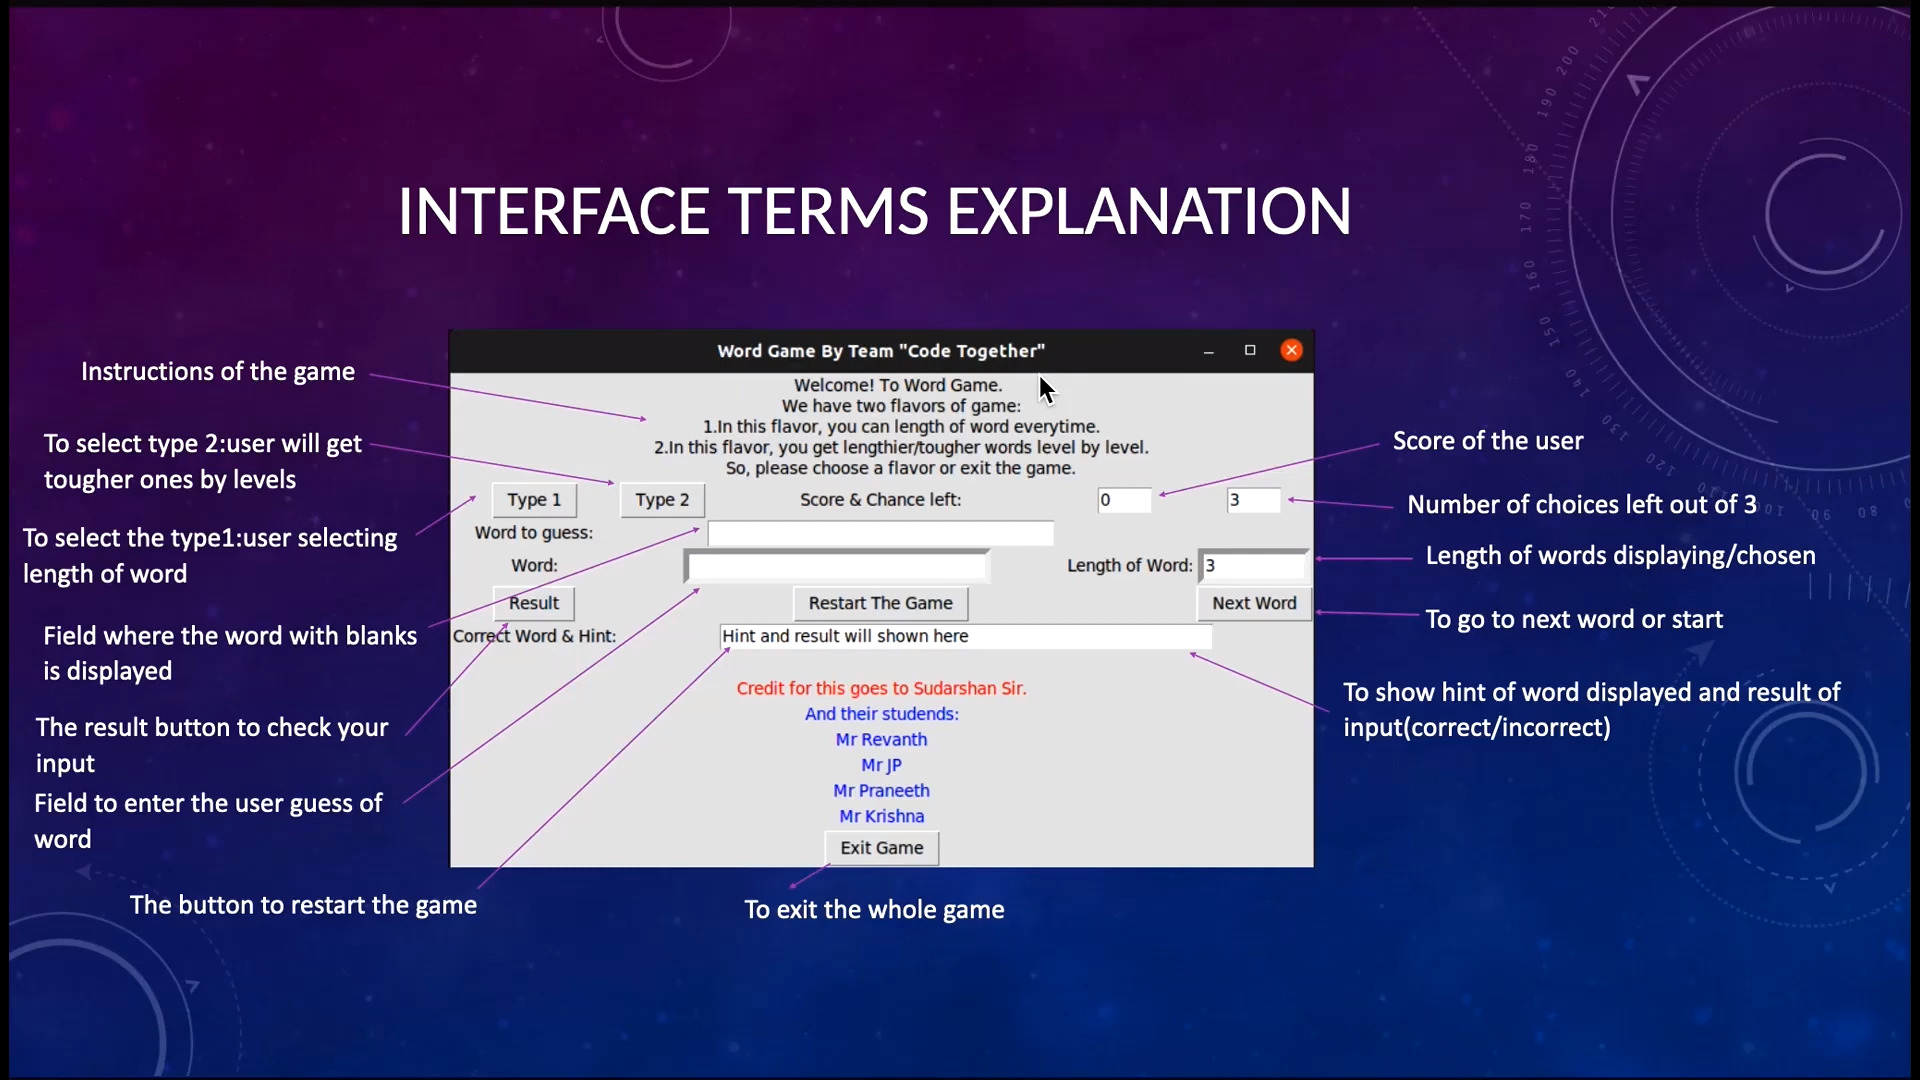 INTERFACE TERMS EXPLANATION
Instructions of the game
To select type 2:user will get
tougher ones by levels
To select the type1:user selecting
length of word
Field where the word with blanks
is displayed
The result button to check your
input
Field to enter the user guess of
word
The button to restart the game
Word Game By Team "Code Together"
Welcome! To Word Game.
We have two flavors of game:
1.In this flavor, you can length of word everytime.
2.In this flavor, you get lengthier/tougher words level by level.
So, please choose a flavor or exit the game.
Type 1 Type 2 Score & Chance left: 0 3
Word to guess:
Word: Length of Word: 3
Result Restart The Game Next Word
Correct Word & Hint: Hint and result will shown here
Credit for this goes to Sudarshan Sir.
And their studends:
Mr Revanth
Mr JP
Mr Praneeth
Mr Krishna
Exit Game
To exit the whole game
Score of the user
Number of choices left out of 3
Length of words displaying/chosen
To go to next word or start
To show hint of word displayed and result of
input(correct/incorrect)